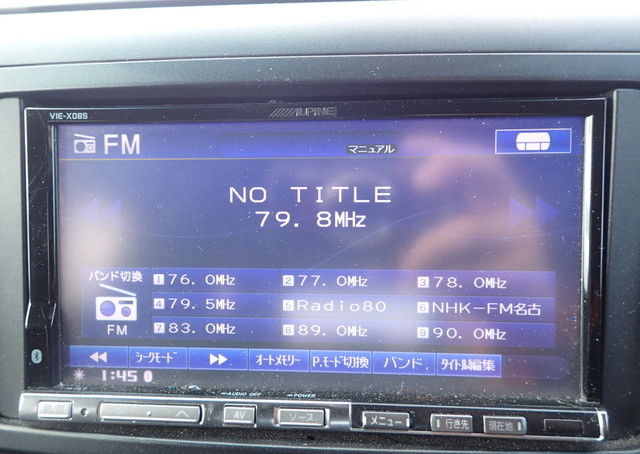 VIE-X08S
ALPINE
FM
マニュアル
NO TITLE
79.8MHz
バンド切換
FM
1 76.0MHz 2 77.0MHz 3 78.0MHz
4 79.5MHz 5 Radio80 6 NHK-FM名古
7 83.0MHz 8 89.0MHz 9 90.0MHz
シークモード オートメモリー P.モード切換 バンド タイトル編集
1:45
AUDIO OFF POWER
AV ソース メニュー 行き先 現在地